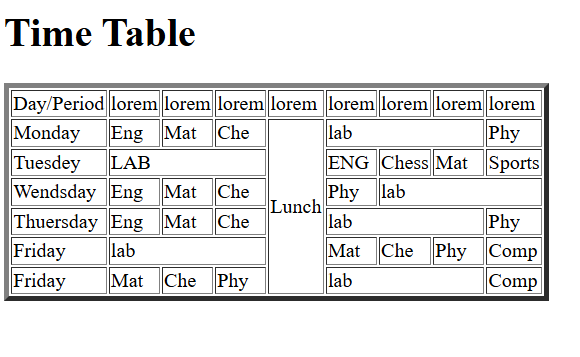 Time Table
Day/Period lorem lorem lorem lorem lorem lorem lorem lorem
Monday Eng Mat Che lab Phy
Tuesdey LAB ENG Chess Mat Sports
Wendsday Eng Mat Che Phy lab
Lunch
Thuersday Eng Mat Che lab Phy
Friday lab Mat Che Phy Comp
Friday Mat Che Phy lab Comp